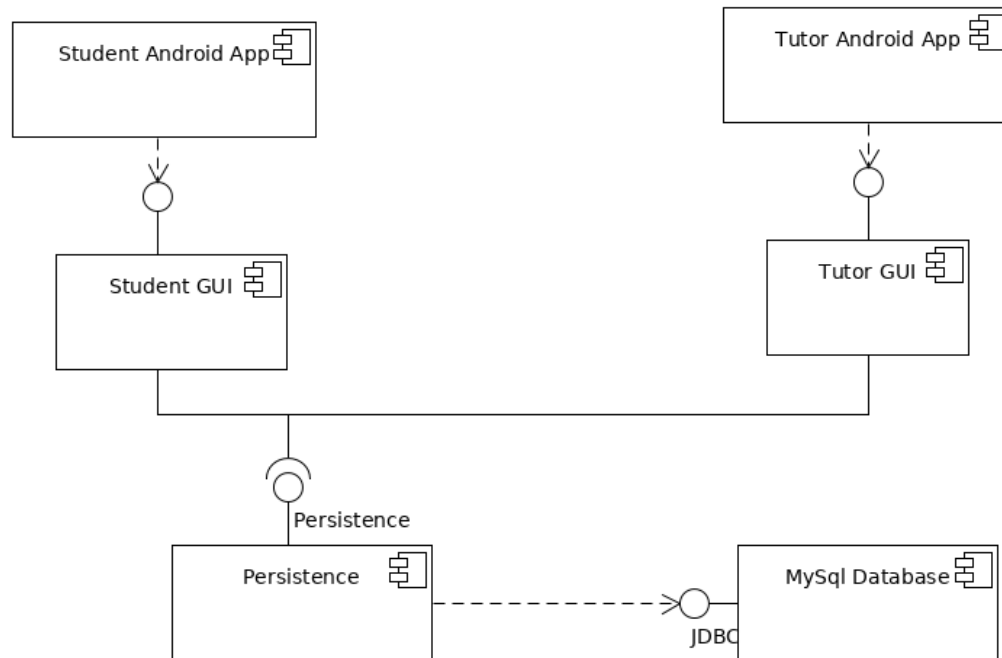 Student Android App
Tutor Android App
Student GUI
Tutor GUI
Persistence
Persistence
MySql Database
JDBC